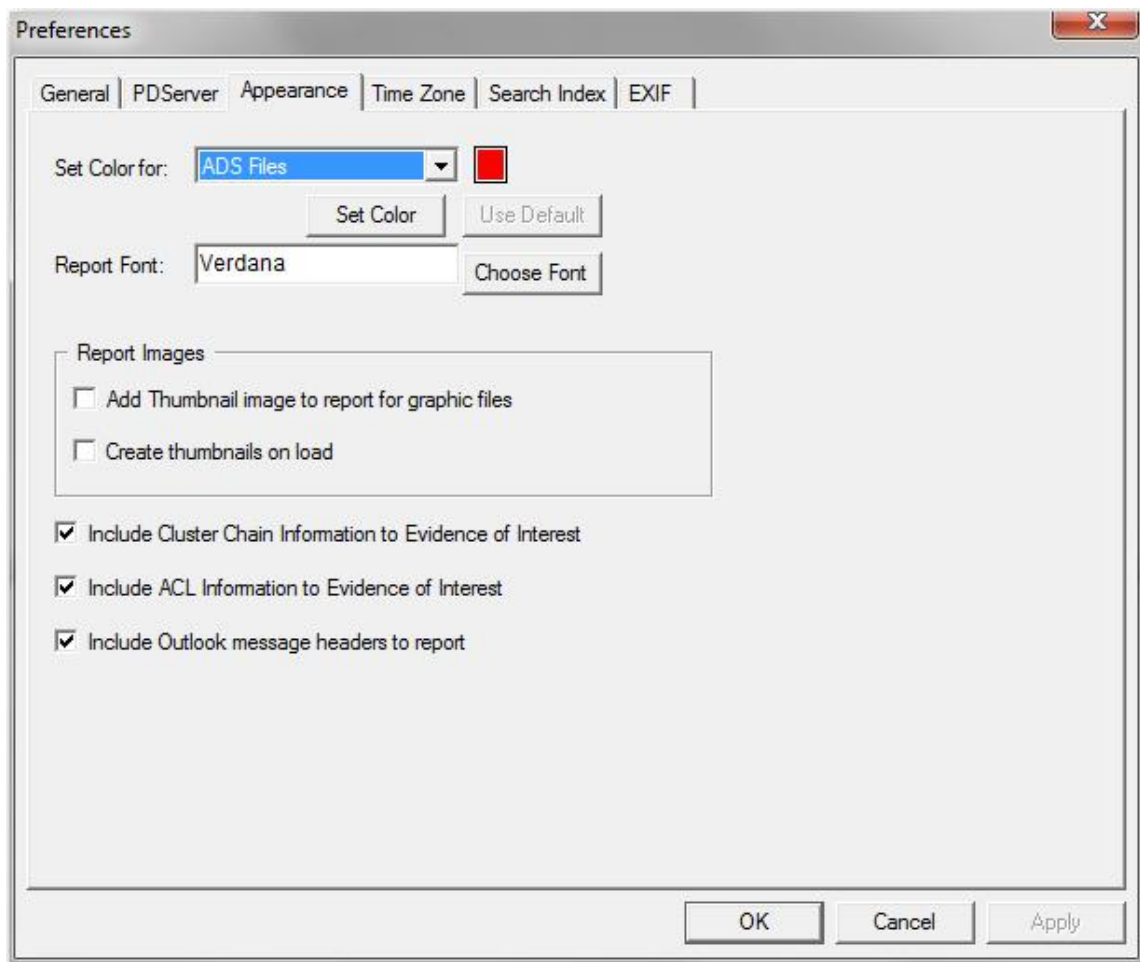 Preferences
General PDServer Appearance Time Zone Search Index EXIF
Set Color for: ADS Files
Set Color Use Default
Report Font: Verdana Choose Font
Report Images
Add Thumbnail image to report for graphic files
Create thumbnails on load
Include Cluster Chain Information to Evidence of Interest
Include ACL Information to Evidence of Interest
Include Outlook message headers to report
OK Cancel Apply